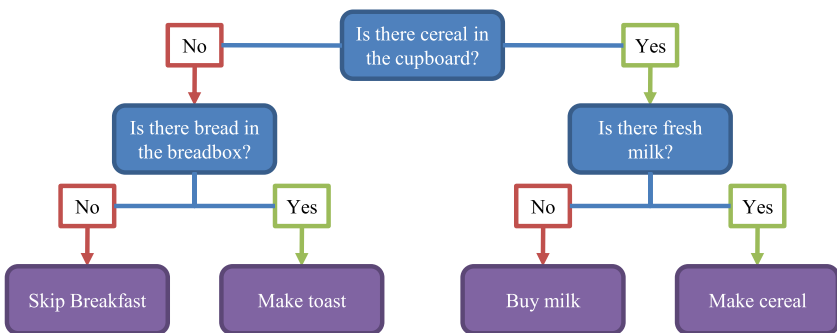 Is there cereal in
the cupboard?
No
Yes
Is there bread in
the breadbox?
Is there fresh
milk?
No
Yes
No
Yes
Skip Breakfast
Make toast
Buy milk
Make cereal